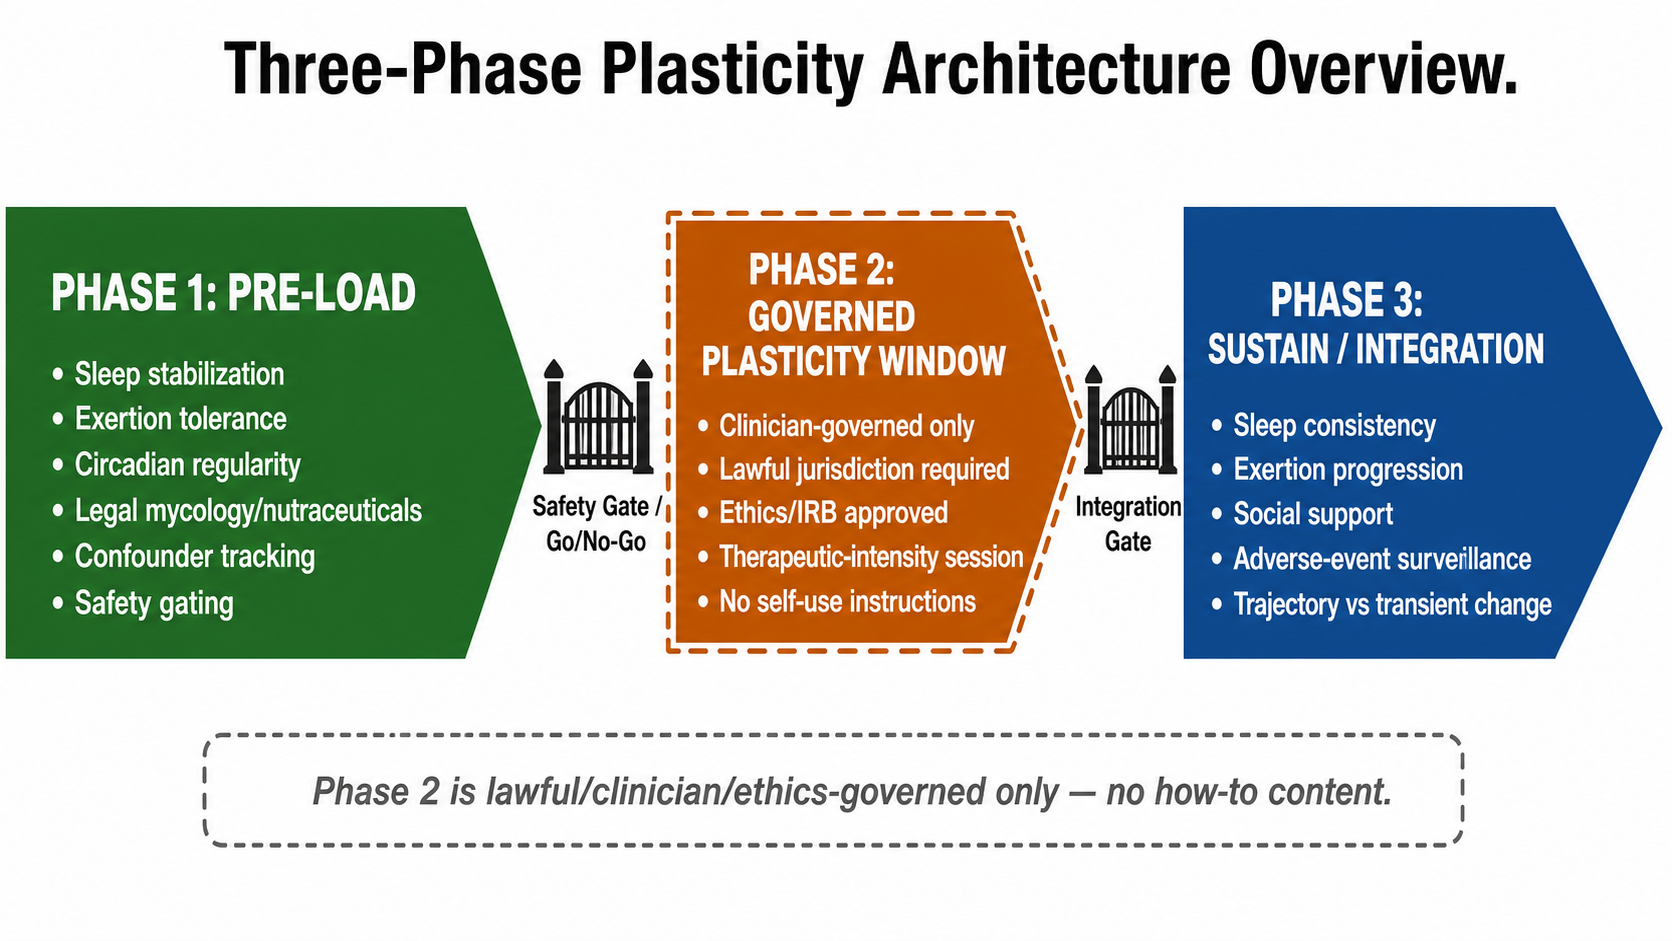 Three-Phase Plasticity Architecture Overview.
PHASE 1: PRE-LOAD
• Sleep stabilization
• Exertion tolerance
• Circadian regularity
• Legal mycology/nutraceuticals
• Confounder tracking
• Safety gating
Safety Gate /
Go/No-Go
PHASE 2:
GOVERNED
PLASTICITY WINDOW
• Clinician-governed only
• Lawful jurisdiction required
• Ethics/IRB approved
• Therapeutic-intensity session
• No self-use instructions
Integration
Gate
PHASE 3:
SUSTAIN / INTEGRATION
• Sleep consistency
• Exertion progression
• Social support
• Adverse-event surveillance
• Trajectory vs transient change
Phase 2 is lawful/clinician/ethics-governed only — no how-to content.